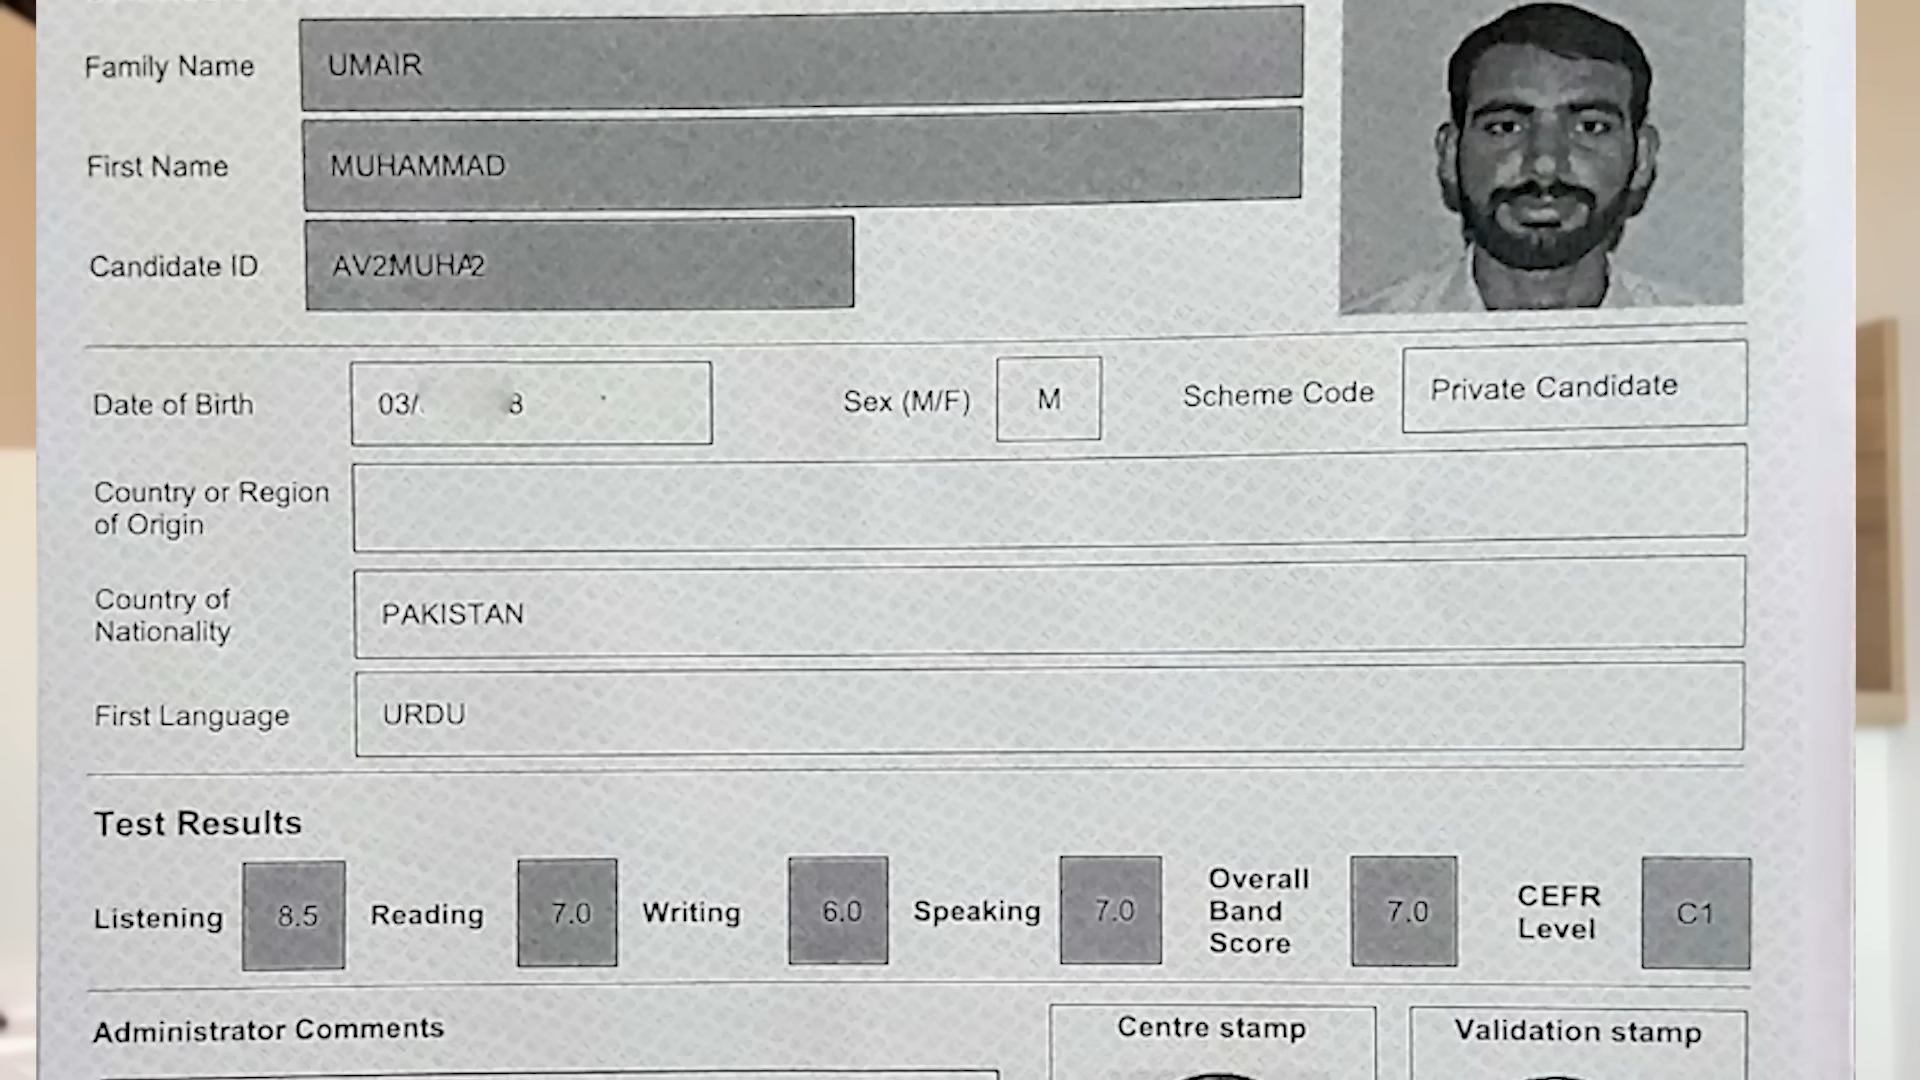 Family Name UMAIR
First Name MUHAMMAD
Candidate ID AV2MUHA2
Date of Birth 03/ 8 Sex (M/F) M Scheme Code Private Candidate
Country or Region
of Origin
Country of
Nationality PAKISTAN
First Language URDU
Test Results
Listening 8.5 Reading 7.0 Writing 6.0 Speaking 7.0 Overall Band Score 7.0 CEFR Level C1
Administrator Comments Centre stamp Validation stamp